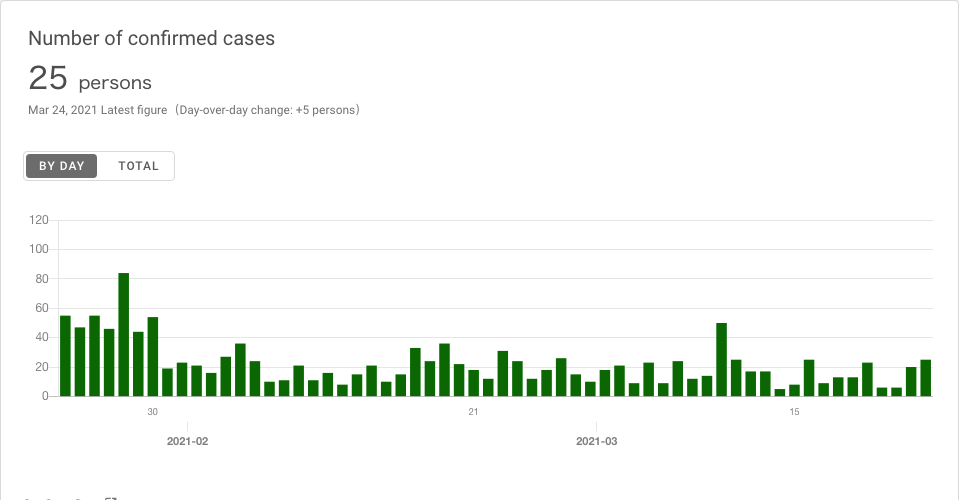 Number of confirmed cases
25 persons
Mar 24, 2021 Latest figure（Day-over-day change: +5 persons）
BY DAY TOTAL
120
100
80
60
40
20
0
30 21 15
2021-02 2021-03